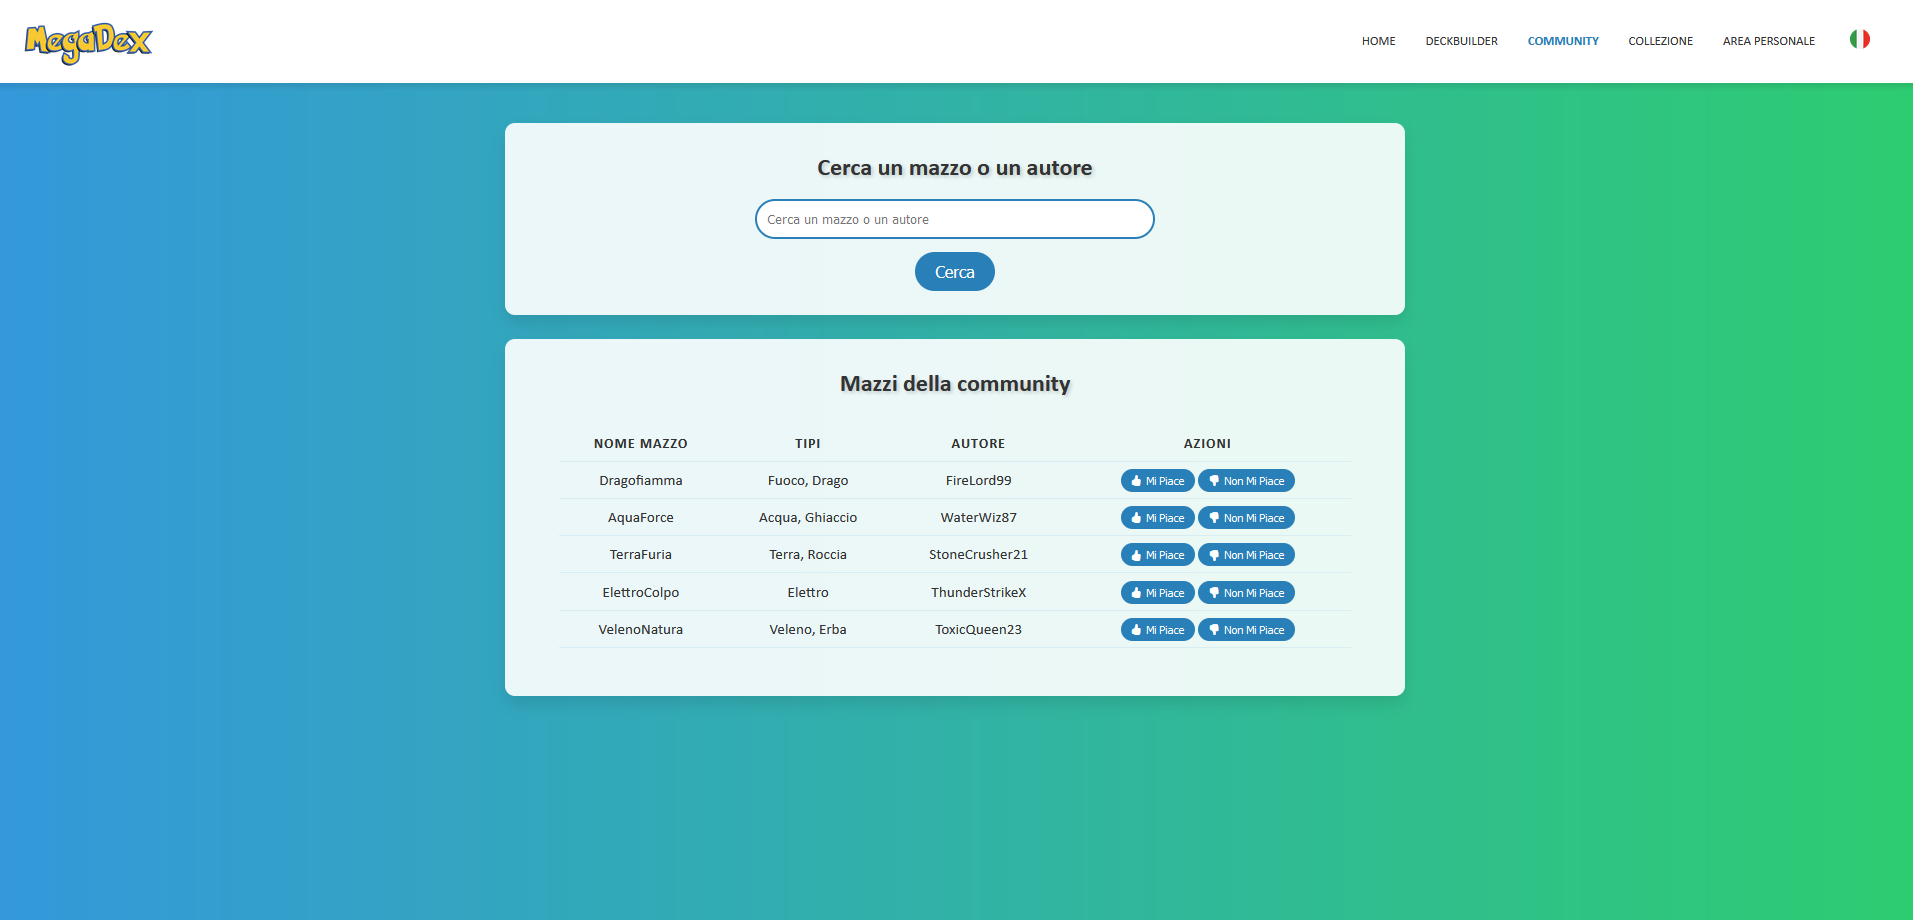 MegaDex
HOME DECKBUILDER COMMUNITY COLLEZIONE AREA PERSONALE
Cerca un mazzo o un autore
Cerca un mazzo o un autore
Cerca
Mazzi della community
NOME MAZZO TIPI AUTORE AZIONI
Dragofiamma Fuoco, Drago FireLord99 Mi Piace Non Mi Piace
AquaForce Acqua, Ghiaccio WaterWiz87 Mi Piace Non Mi Piace
TerraFuria Terra, Roccia StoneCrusher21 Mi Piace Non Mi Piace
ElettroColpo Elettro ThunderStrikeX Mi Piace Non Mi Piace
VelenoNatura Veleno, Erba ToxicQueen23 Mi Piace Non Mi Piace